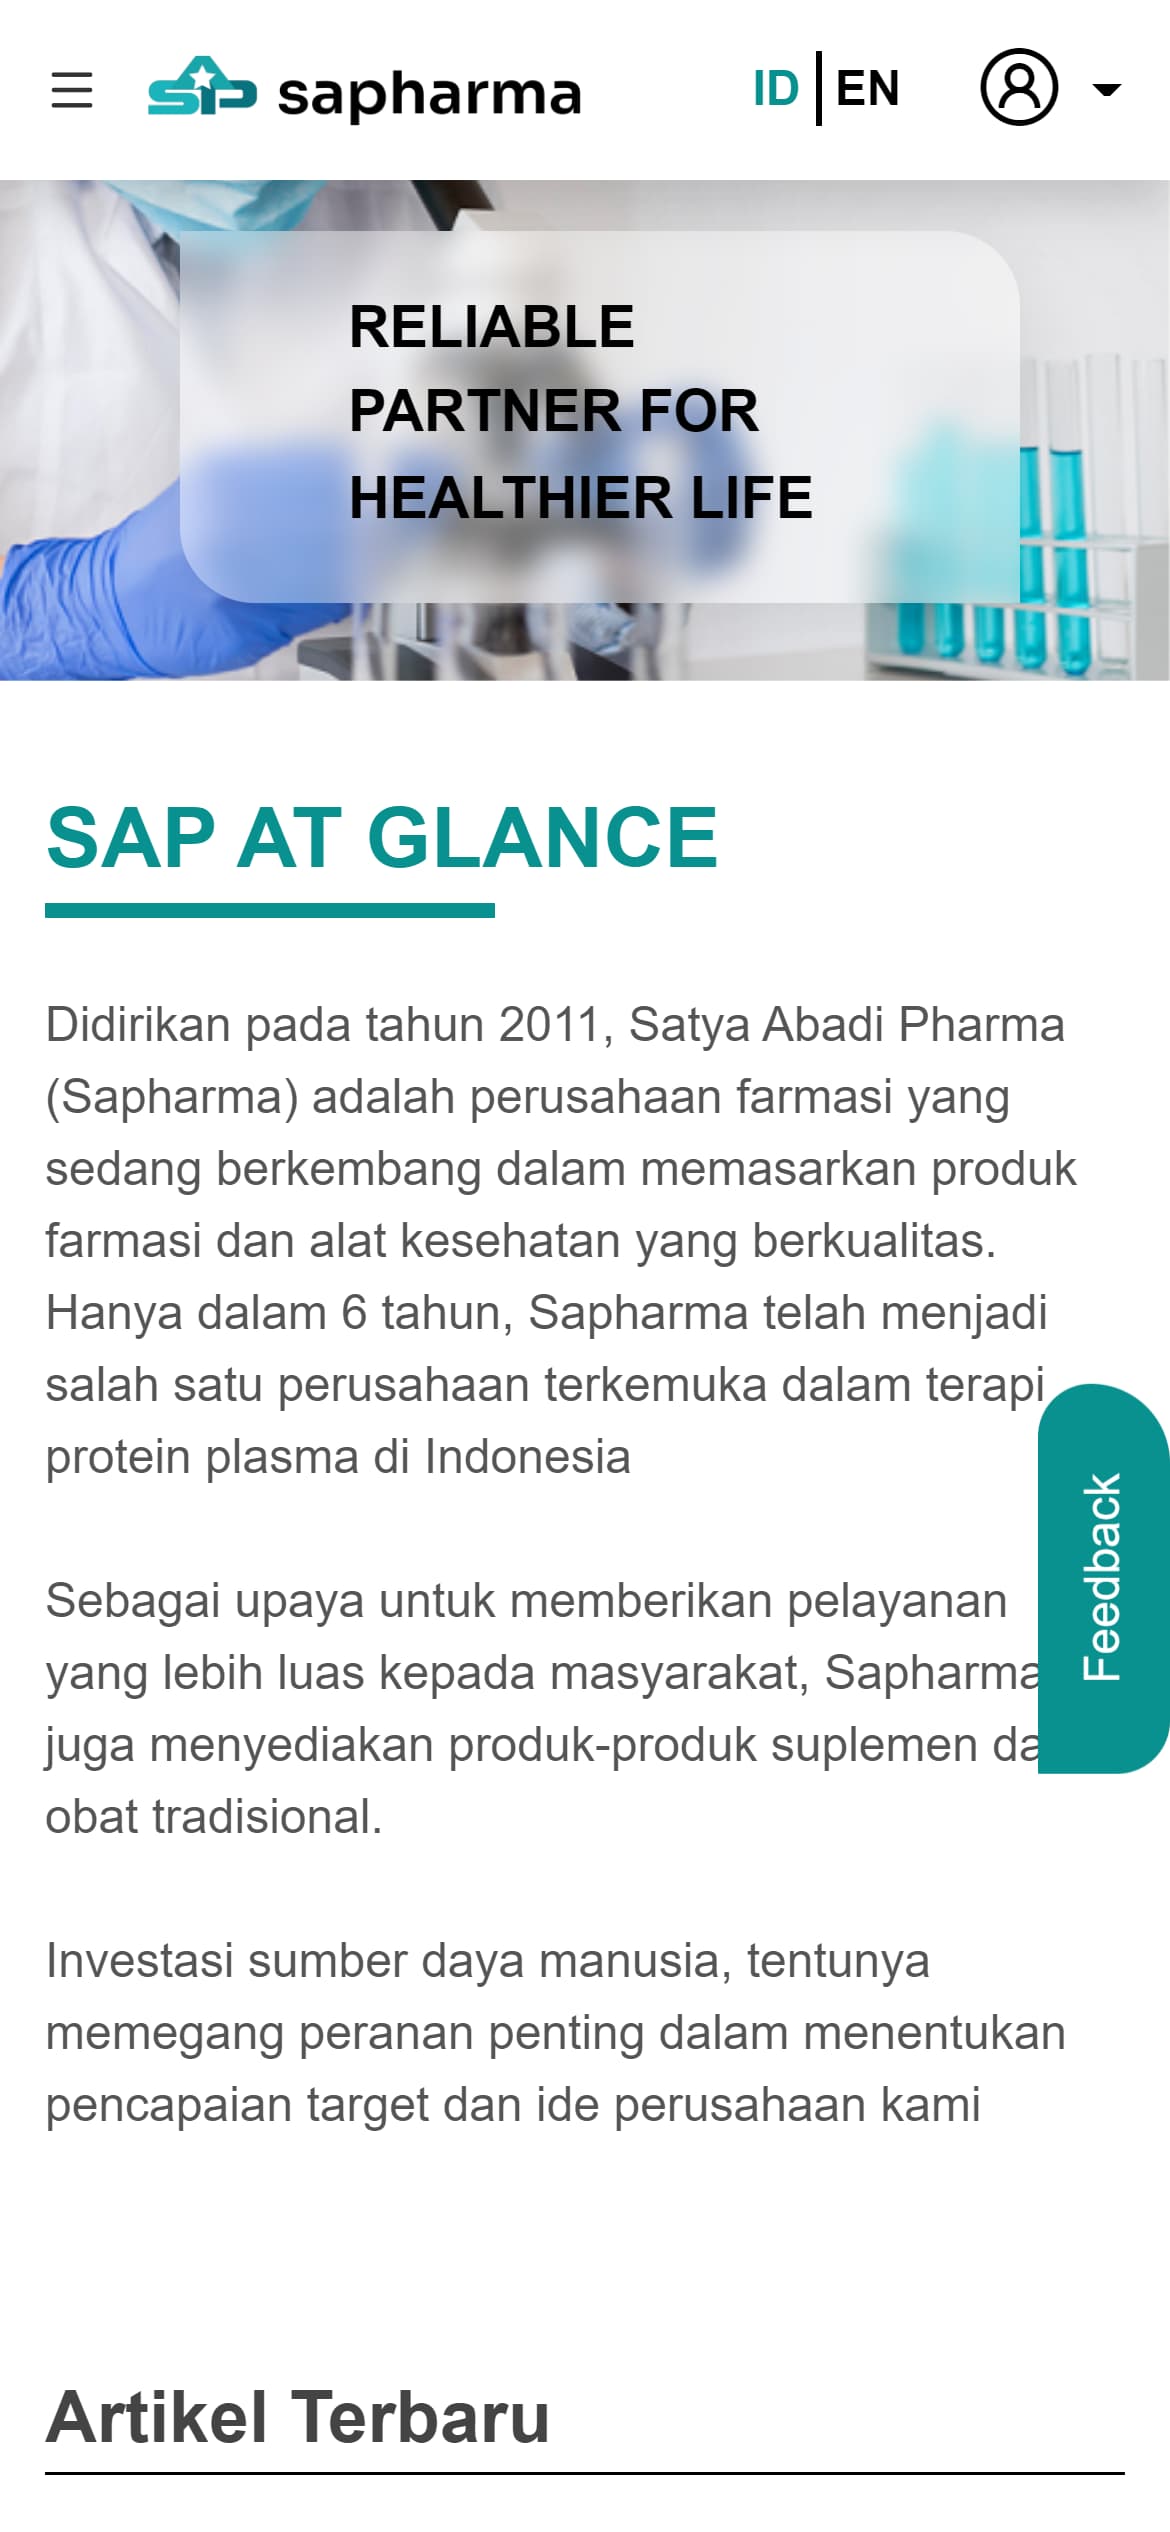 sapharma
ID | EN
RELIABLE
PARTNER FOR
HEALTHIER LIFE
SAP AT GLANCE
Didirikan pada tahun 2011, Satya Abadi Pharma
(Sapharma) adalah perusahaan farmasi yang
sedang berkembang dalam memasarkan produk
farmasi dan alat kesehatan yang berkualitas.
Hanya dalam 6 tahun, Sapharma telah menjadi
salah satu perusahaan terkemuka dalam terapi
protein plasma di Indonesia
Feedback
Sebagai upaya untuk memberikan pelayanan
yang lebih luas kepada masyarakat, Sapharma
juga menyediakan produk-produk suplemen
obat tradisional.
Investasi sumber daya manusia, tentunya
memegang peranan penting dalam menentukan
pencapaian target dan ide perusahaan kami
Artikel Terbaru